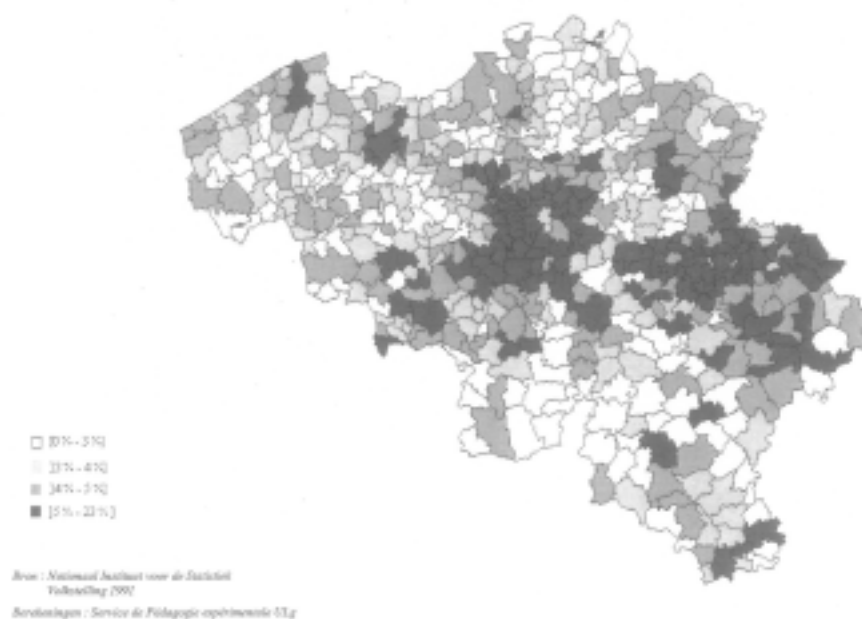 [0 % - 3 %]
]3 % - 4 %]
]4 % - 5 %]
]5 % - 23 % ]
Bron : Nationaal Instituut voor de Statistiek
Volkstelling 1991
Berekeningen : Service de Pédagogie expérimentale ULg